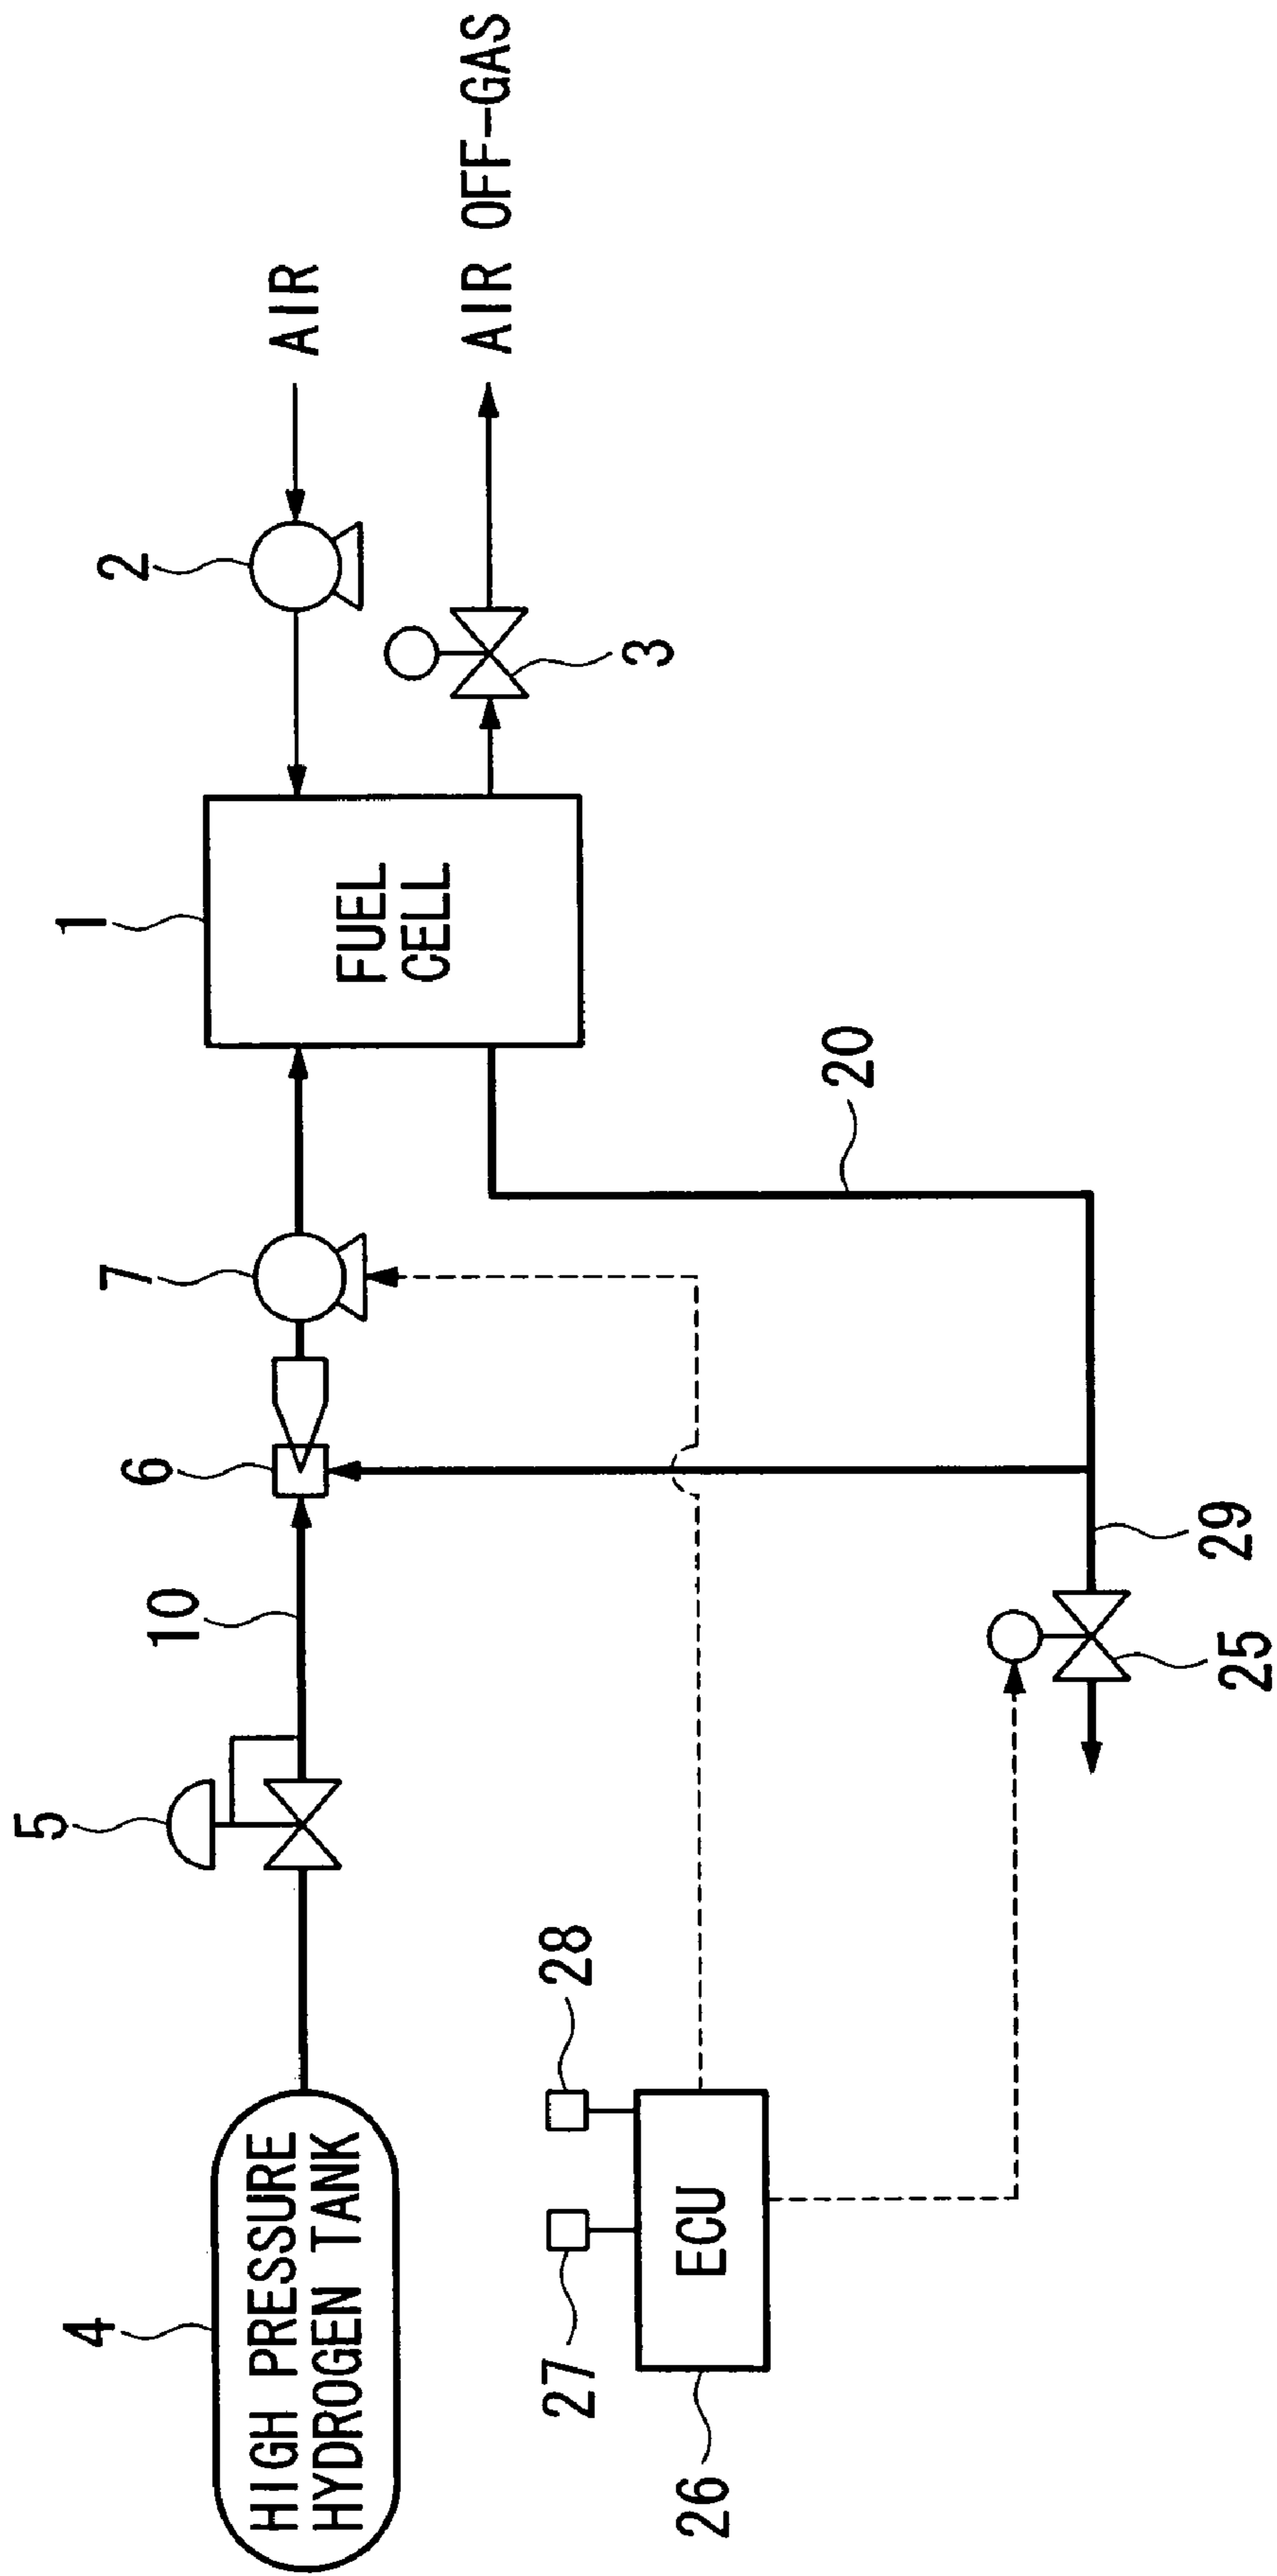 4
HIGH PRESSURE
HYDROGEN TANK
5
10
6
7
1
FUEL
CELL
2
AIR
3
AIR OFF-GAS
27
28
26
ECU
20
29
25